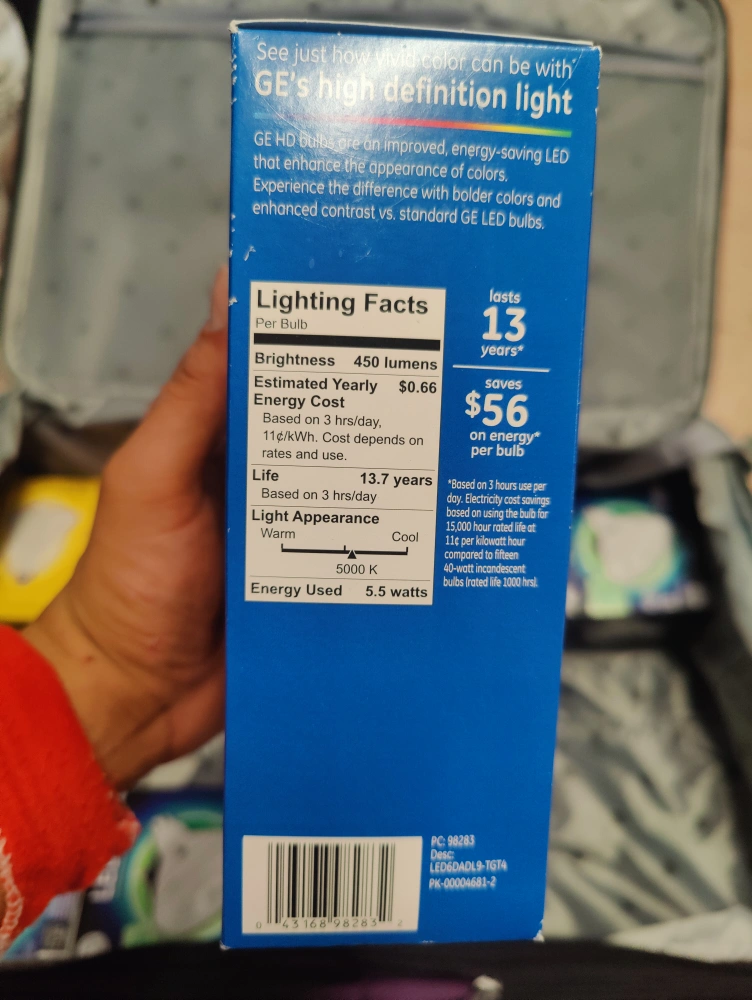 See just how vivid color can be with
GE's high definition light
GE HD bulbs are an improved, energy-saving LED
that enhance the appearance of colors.
Experience the difference with bolder colors and
enhanced contrast vs. standard GE LED bulbs.
Lighting Facts
Per Bulb
Brightness 450 lumens
Estimated Yearly $0.66
Energy Cost
Based on 3 hrs/day,
11¢/kWh. Cost depends on
rates and use.
Life 13.7 years
Based on 3 hrs/day
Light Appearance
Warm Cool
5000 K
Energy Used 5.5 watts
lasts
13
years*
saves
$56
on energy*
per bulb
*Based on 3 hours use per
day. Electricity cost savings
based on using the bulb for
15,000 hour rated life at
11¢ per kilowatt hour
compared to fifteen
40-watt incandescent
bulbs (rated life 1000 hrs).
0 43168 98283 2
PC: 98283
Desc:
LED6DADL9-TGT4
PK-00004681-2